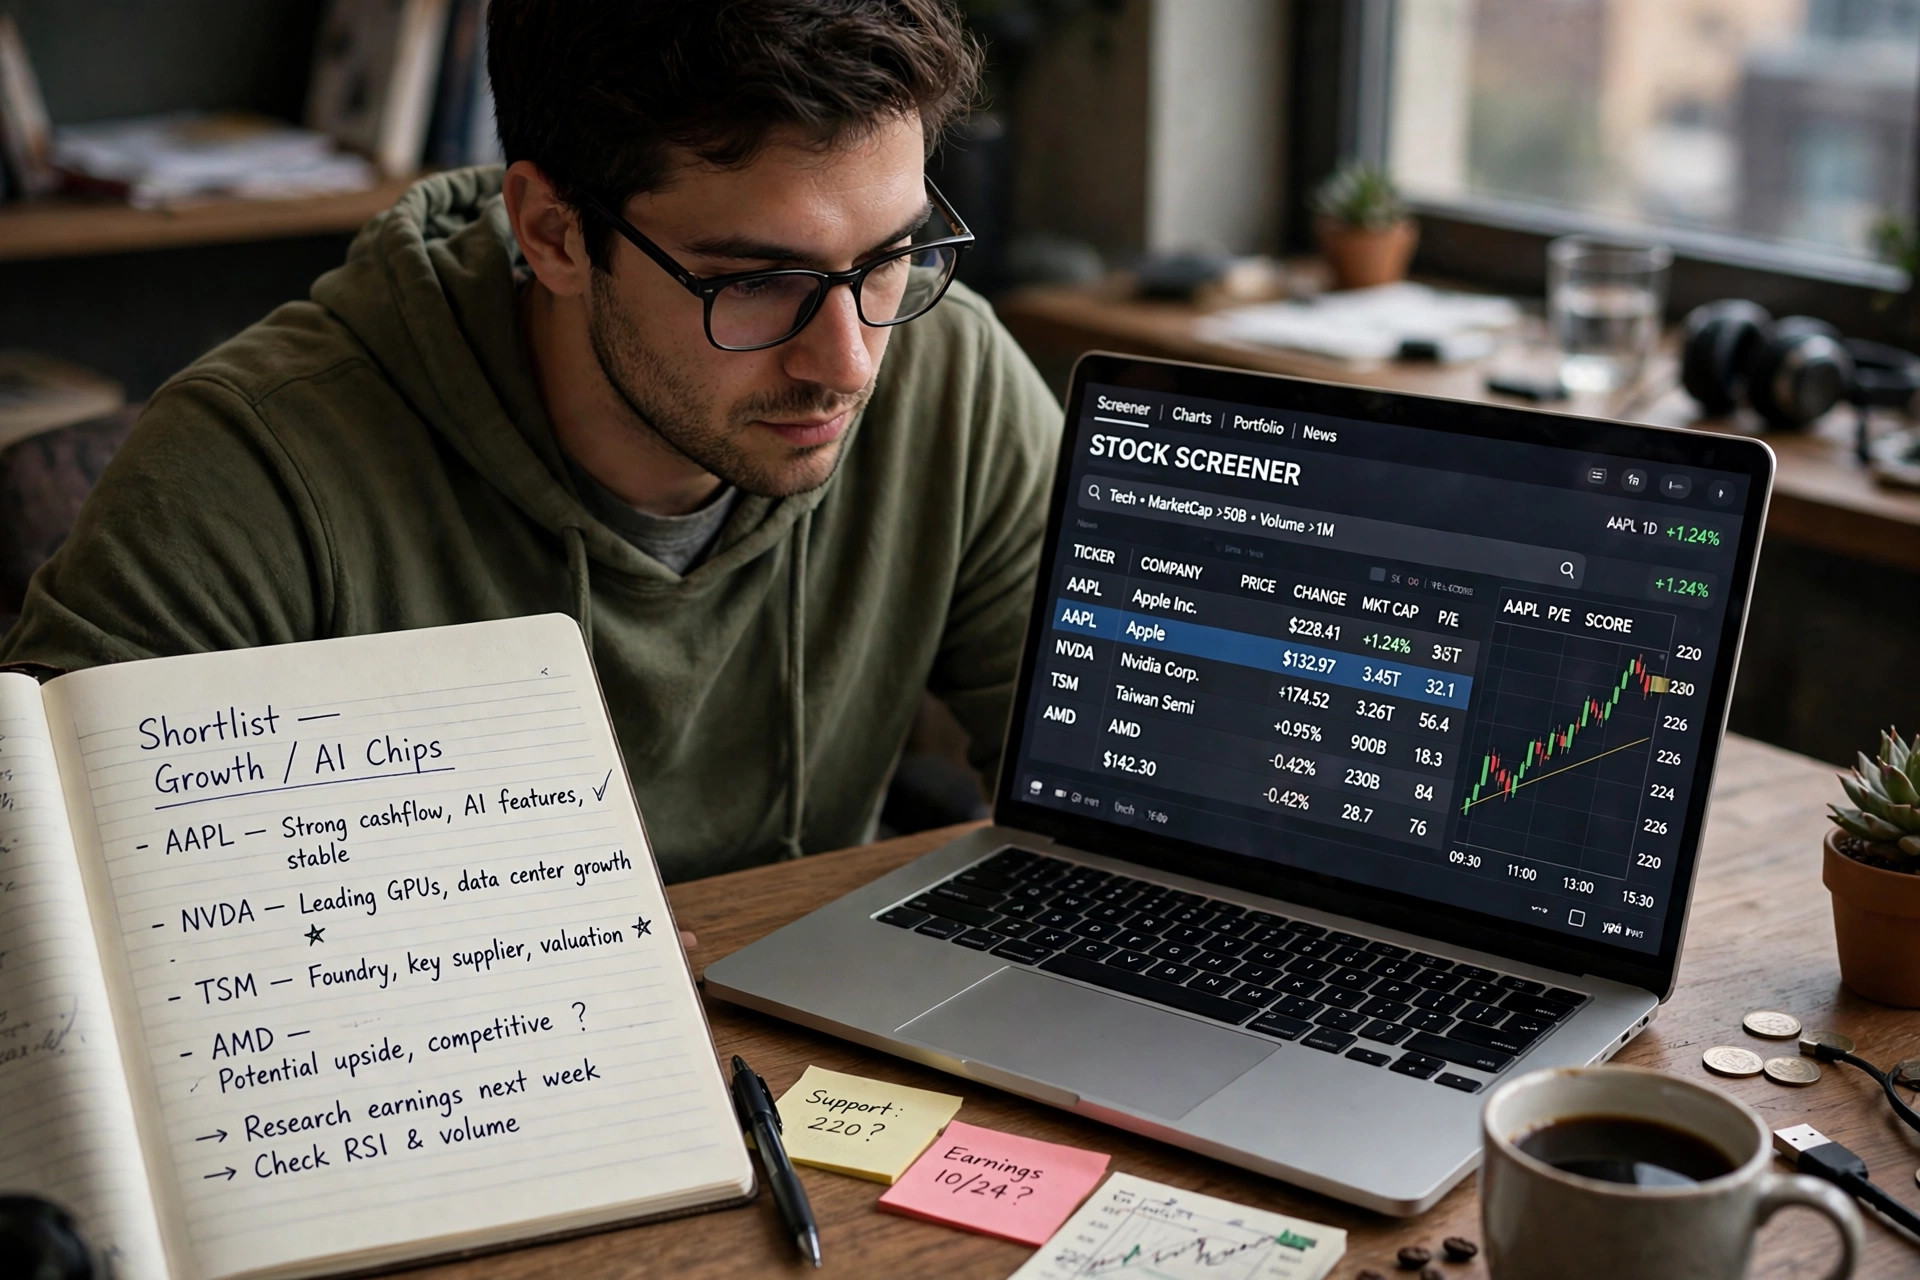 Shortlist —
Growth / AI Chips
- AAPL — Strong cashflow, AI features, ✓
stable
- NVDA — Leading GPUs, data center growth
☆
- TSM — Foundry, key supplier, valuation ☆
- AMD —
Potential upside, competitive ?
→ Research earnings next week
→ Check RSI & volume
Support:
220?
Earnings
10/24?
Screener | Charts | Portfolio | News
STOCK SCREENER
Tech • MarketCap >50B • Volume >1M
AAPL 1D +1.24%
+1.24%
TICKER COMPANY PRICE CHANGE MKT CAP P/E
AAPL Apple Inc. $228.41 +1.24%
AAPL Apple $132.97 3.45T 32.1
NVDA Nvidia Corp. +174.52 3.26T 56.4
TSM Taiwan Semi +0.95% 900B 18.3
AMD AMD -0.42% 230B 84
$142.30 -0.42% 28.7 76
AAPL P/E SCORE
220
230
226
226
224
226
220
09:30 11:00 13:00 15:30